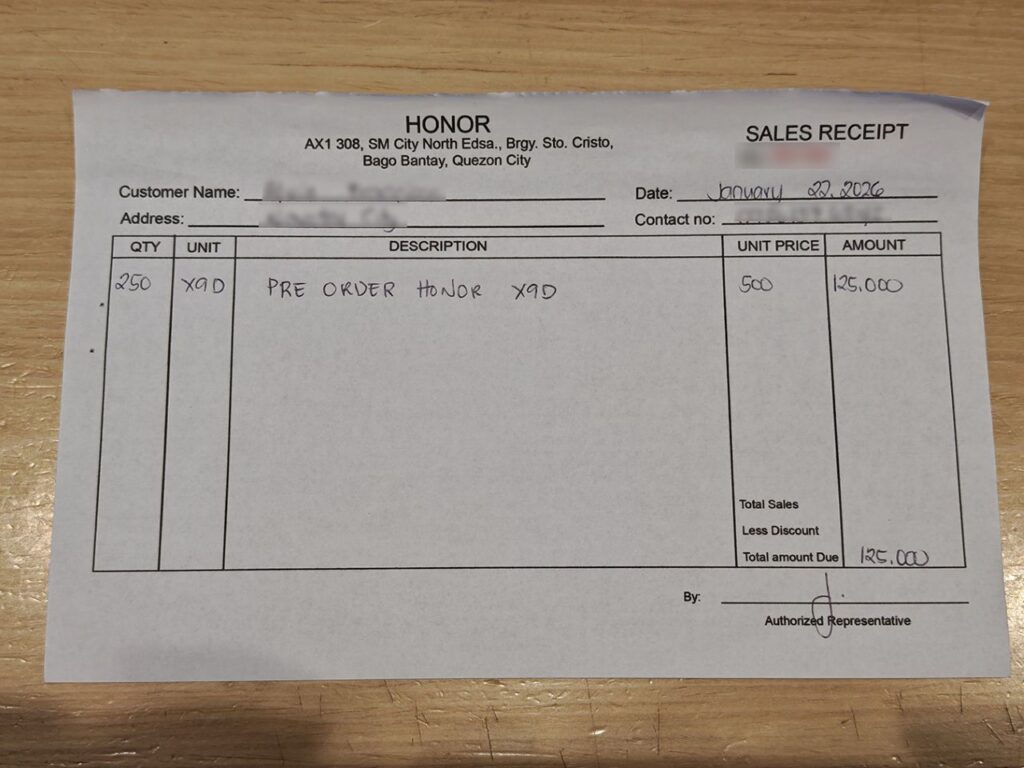 HONOR
AX1 308, SM City North Edsa., Brgy. Sto. Cristo,
Bago Bantay, Quezon City
SALES RECEIPT
Customer Name:
Date: January 22, 2026
Address:
Contact no:
QTY UNIT DESCRIPTION UNIT PRICE AMOUNT
250 X9D PRE ORDER HONOR X9D 500 125,000
Total Sales
Less Discount
Total amount Due 125,000
By:
Authorized Representative